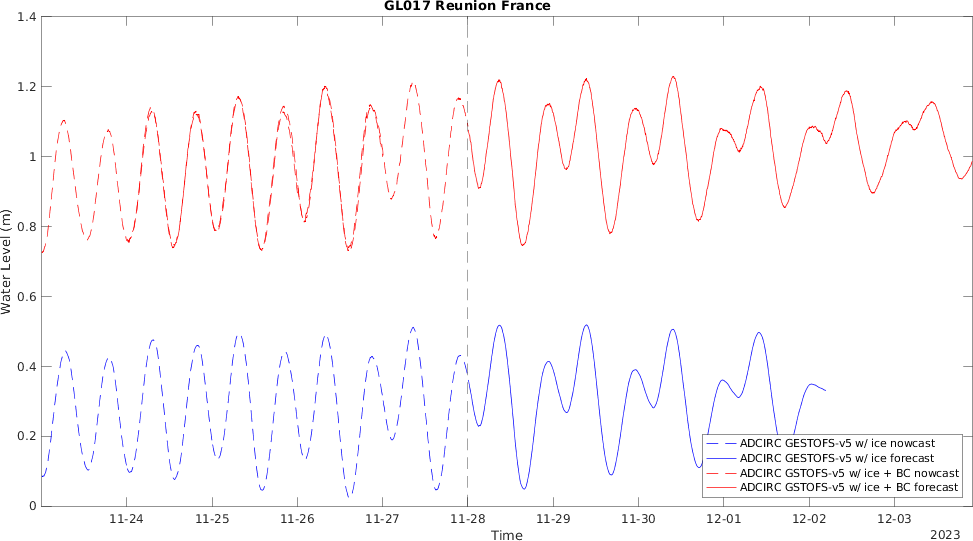 GL017 Reunion France
1.4
1.2
1
0.8
0.6
0.4
0.2
0
Water Level (m)
11-24 11-25 11-26 11-27 11-28 11-29 11-30 12-01 12-02 12-03
Time
2023
ADCIRC GESTOFS-v5 w/ ice nowcast
ADCIRC GESTOFS-v5 w/ ice forecast
ADCIRC GSTOFS-v5 w/ ice + BC nowcast
ADCIRC GSTOFS-v5 w/ ice + BC forecast